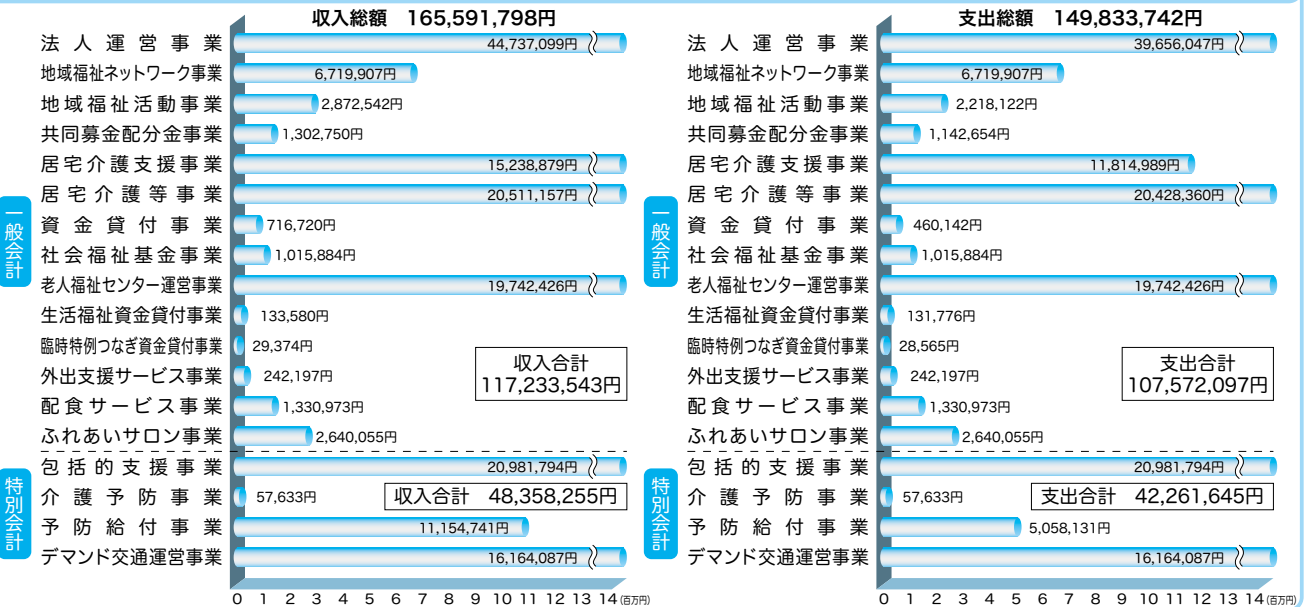 収入総額 165,591,798円
一般会計
法人運営事業 44,737,099円
地域福祉ネットワーク事業 6,719,907円
地域福祉活動事業 2,872,542円
共同募金配分金事業 1,302,750円
居宅介護支援事業 15,238,879円
居宅介護等事業 20,511,157円
資金貸付事業 716,720円
社会福祉基金事業 1,015,884円
老人福祉センター運営事業 19,742,426円
生活福祉資金貸付事業 133,580円
臨時特例つなぎ資金貸付事業 29,374円
外出支援サービス事業 242,197円
配食サービス事業 1,330,973円
ふれあいサロン事業 2,640,055円
収入合計
117,233,543円
特別会計
包括的支援事業 20,981,794円
介護予防事業 57,633円
収入合計 48,358,255円
予防給付事業 11,154,741円
デマンド交通運営事業 16,164,087円
0 1 2 3 4 5 6 7 8 9 10 11 12 13 14 (百万円)
支出総額 149,833,742円
一般会計
法人運営事業 39,656,047円
地域福祉ネットワーク事業 6,719,907円
地域福祉活動事業 2,218,122円
共同募金配分金事業 1,142,654円
居宅介護支援事業 11,814,989円
居宅介護等事業 20,428,360円
資金貸付事業 460,142円
社会福祉基金事業 1,015,884円
老人福祉センター運営事業 19,742,426円
生活福祉資金貸付事業 131,776円
臨時特例つなぎ資金貸付事業 28,565円
外出支援サービス事業 242,197円
配食サービス事業 1,330,973円
ふれあいサロン事業 2,640,055円
支出合計
107,572,097円
特別会計
包括的支援事業 20,981,794円
介護予防事業 57,633円
支出合計 42,261,645円
予防給付事業 5,058,131円
デマンド交通運営事業 16,164,087円
0 1 2 3 4 5 6 7 8 9 10 11 12 13 14 (百万円)